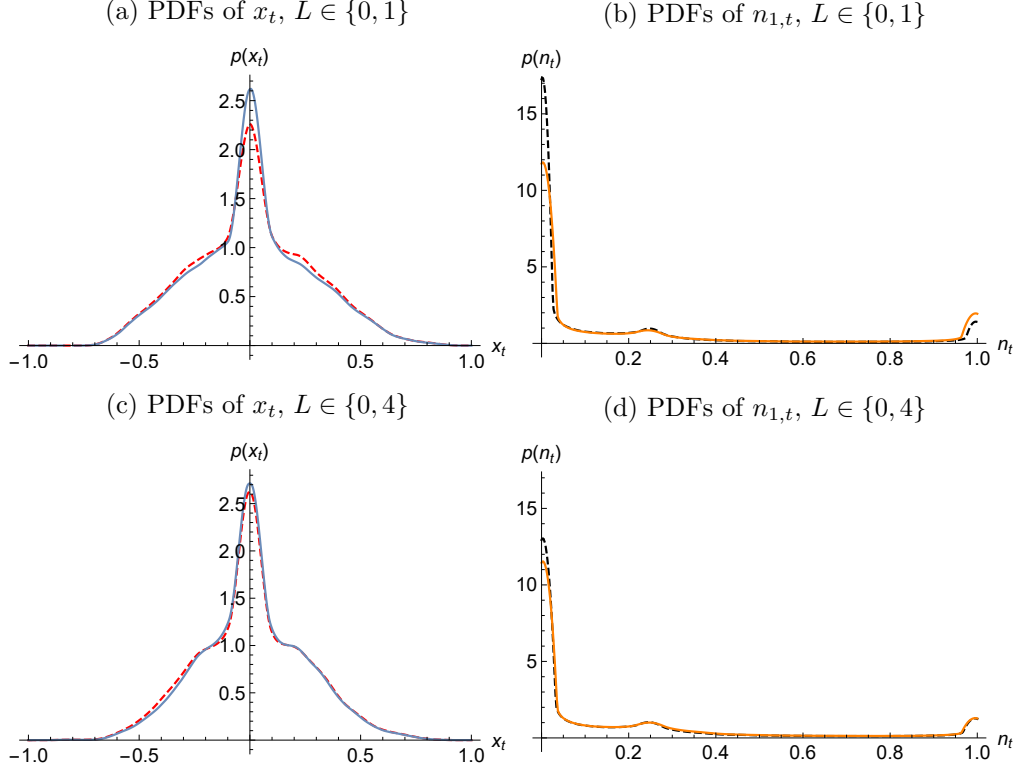 (a) PDFs of x_t, L ∈ {0, 1}
(b) PDFs of n_{1,t}, L ∈ {0, 1}
p(x_t)
2.5
2.0
1.5
1.0
0.5
−1.0 −0.5 0.5 1.0 x_t
p(n_t)
15
10
5
0.2 0.4 0.6 0.8 1.0 n_t
(c) PDFs of x_t, L ∈ {0, 4}
(d) PDFs of n_{1,t}, L ∈ {0, 4}
p(x_t)
2.5
2.0
1.5
1.0
0.5
−1.0 −0.5 0.5 1.0 x_t
p(n_t)
15
10
5
0.2 0.4 0.6 0.8 1.0 n_t